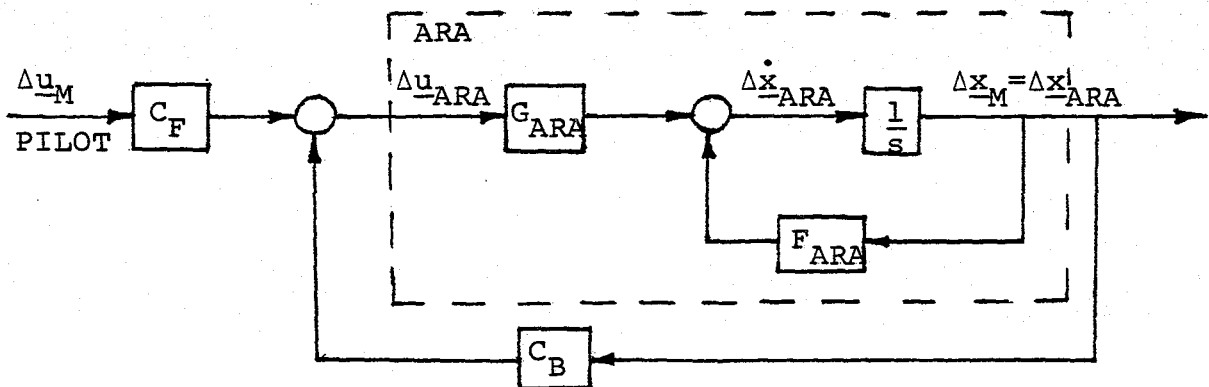 ARA
Δu_M
PILOT
C_F
Δu_ARA
G_ARA
Δẋ_ARA
1/s
Δx_M=Δx_ARA
F_ARA
C_B